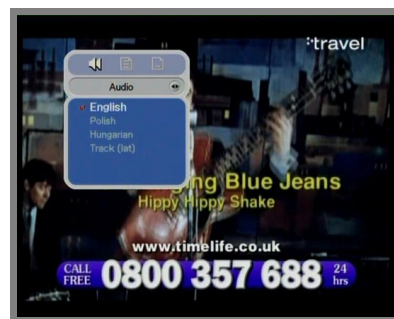 travel
Audio
English
Polish
Hungarian
Track (lat)
ng Blue Jeans
Hippy Hippy Shake
www.timelife.co.uk
CALL FREE 0800 357 688 24 hrs